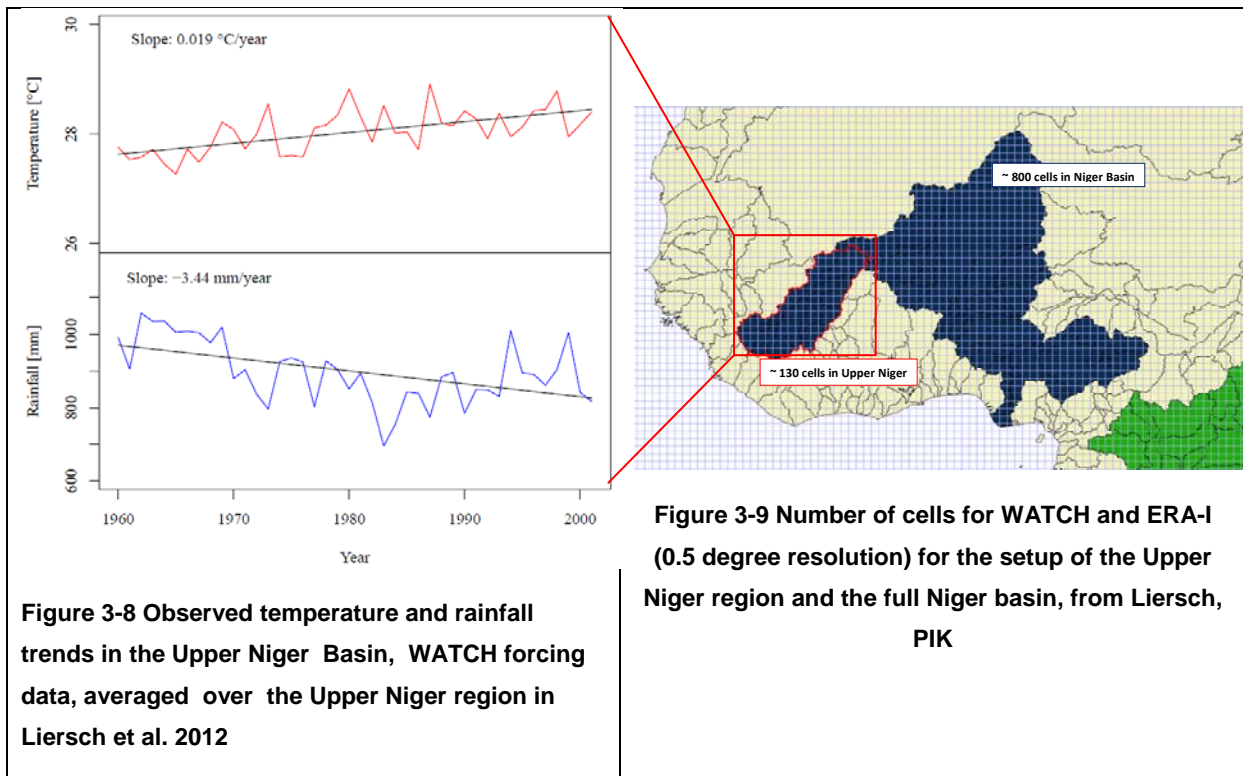 30
Slope: 0.019 °C/year
Temperature [°C]
28
26
Slope: −3.44 mm/year
Rainfall [mm]
1000
800
600
1960
1970
1980
1990
2000
Year
Figure 3-8 Observed temperature and rainfall
trends in the Upper Niger Basin, WATCH forcing
data, averaged over the Upper Niger region in
Liersch et al. 2012
~ 800 cells in Niger Basin
~ 130 cells in Upper Niger
Figure 3-9 Number of cells for WATCH and ERA-I
(0.5 degree resolution) for the setup of the Upper
Niger region and the full Niger basin, from Liersch,
PIK